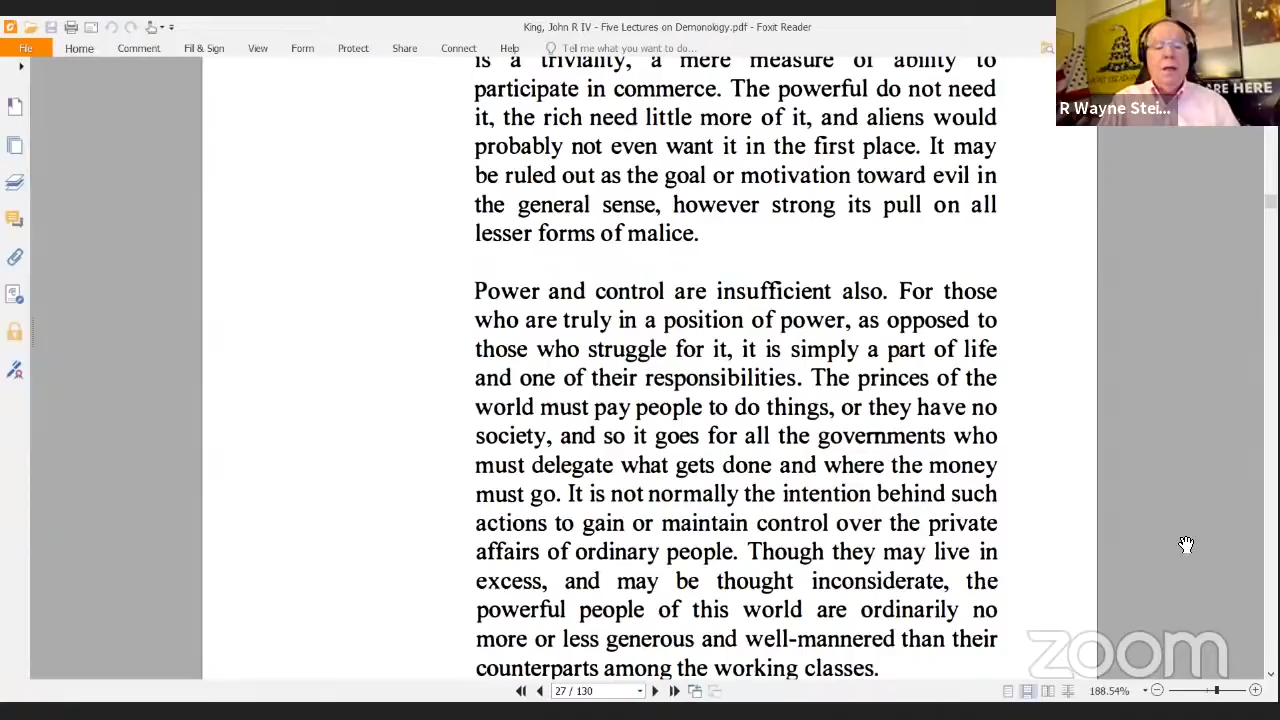 King, John R IV - Five Lectures on Demonology.pdf - Foxit Reader
File Home Comment Fill & Sign View Form Protect Share Connect Help Tell me what you want to do...
ARE HERE
R Wayne Stei...
is a triviality, a mere measure of ability to
participate in commerce. The powerful do not need
it, the rich need little more of it, and aliens would
probably not even want it in the first place. It may
be ruled out as the goal or motivation toward evil in
the general sense, however strong its pull on all
lesser forms of malice.
Power and control are insufficient also. For those
who are truly in a position of power, as opposed to
those who struggle for it, it is simply a part of life
and one of their responsibilities. The princes of the
world must pay people to do things, or they have no
society, and so it goes for all the governments who
must delegate what gets done and where the money
must go. It is not normally the intention behind such
actions to gain or maintain control over the private
affairs of ordinary people. Though they may live in
excess, and may be thought inconsiderate, the
powerful people of this world are ordinarily no
more or less generous and well-mannered than their
counterparts among the working classes.
zoom
27 / 130
188.54%